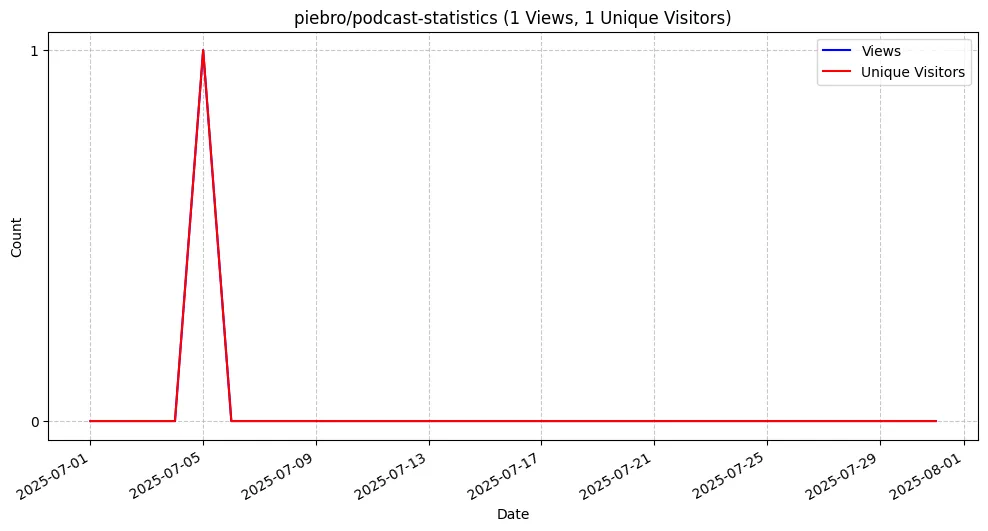 piebro/podcast-statistics (1 Views, 1 Unique Visitors)
Views
Unique Visitors
1
0
Count
2025-07-01
2025-07-05
2025-07-09
2025-07-13
2025-07-17
2025-07-21
2025-07-25
2025-07-29
2025-08-01
Date